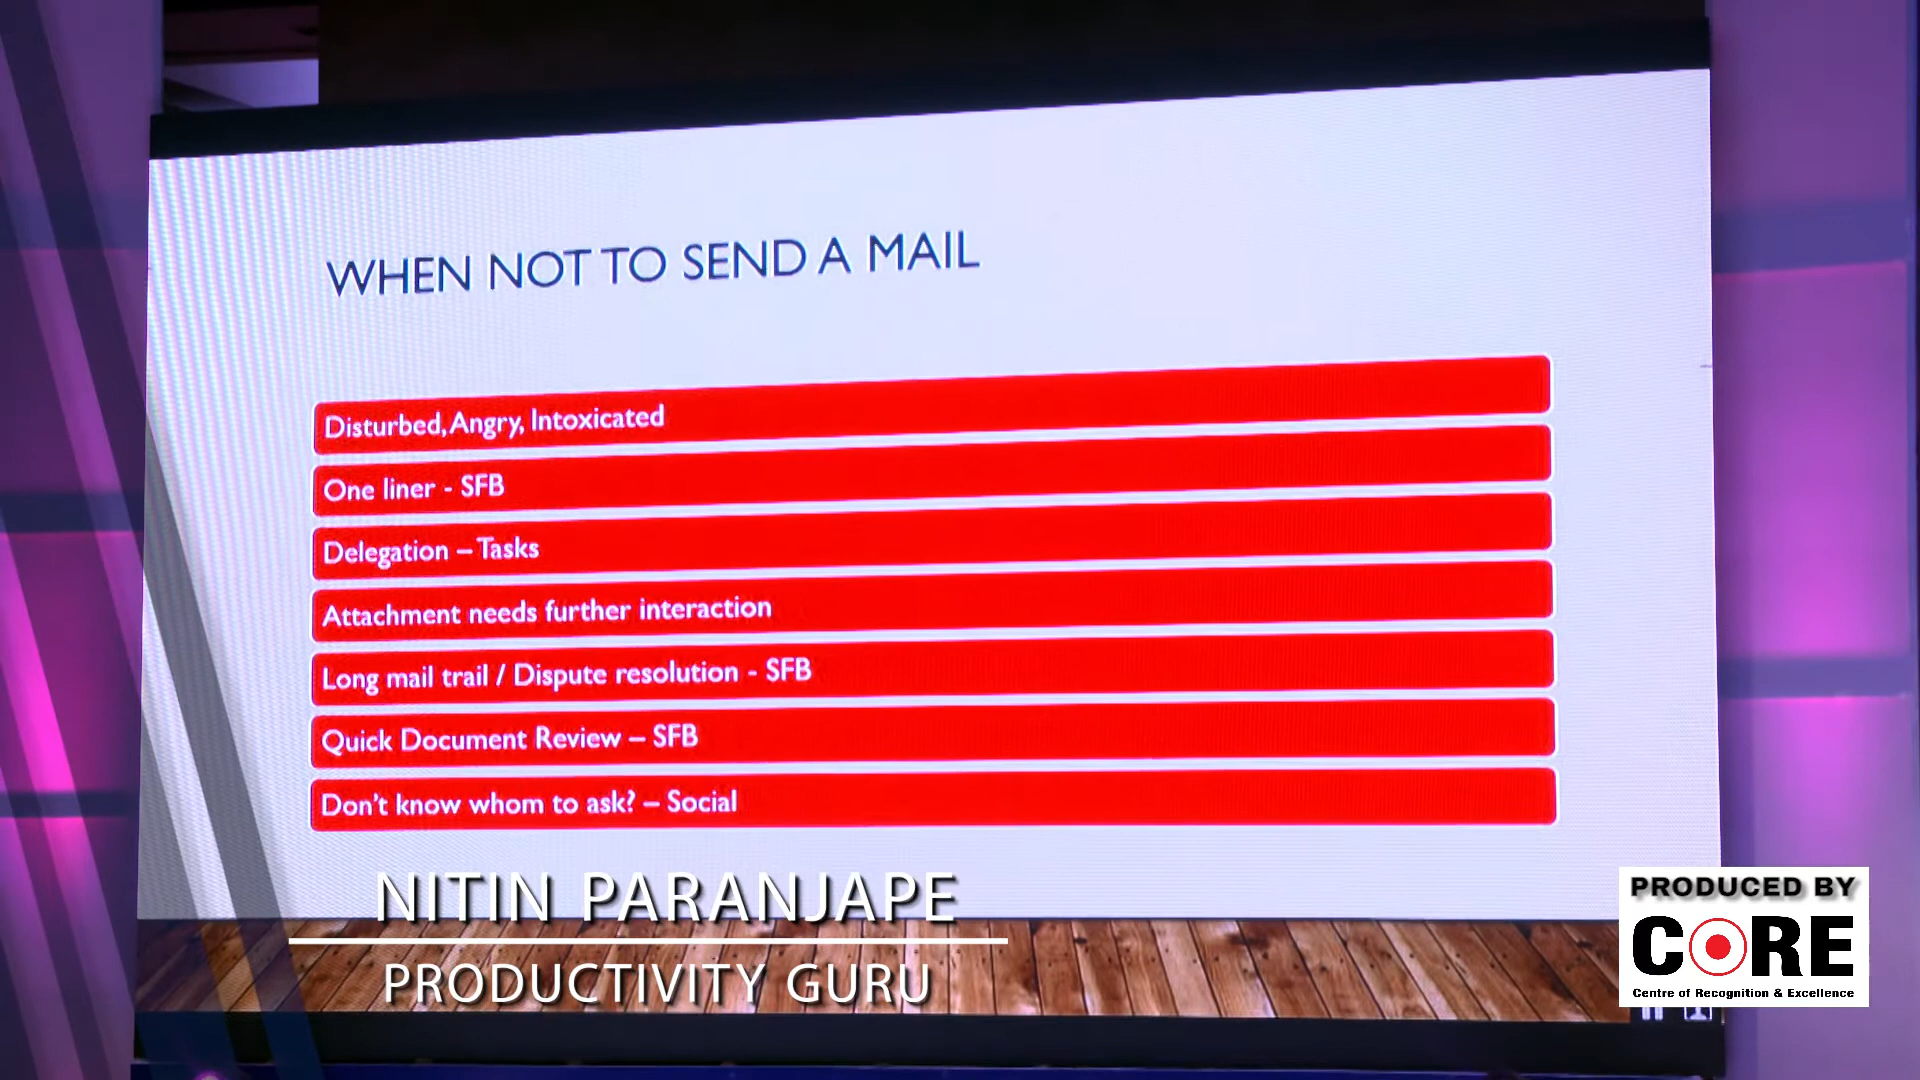 WHEN NOT TO SEND A MAIL
Disturbed, Angry, Intoxicated
One liner - SFB
Delegation – Tasks
Attachment needs further interaction
Long mail trail / Dispute resolution - SFB
Quick Document Review – SFB
Don't know whom to ask? – Social
NITIN PARANJAPE
PRODUCTIVITY GURU
PRODUCED BY
CORE
Centre of Recognition & Excellence